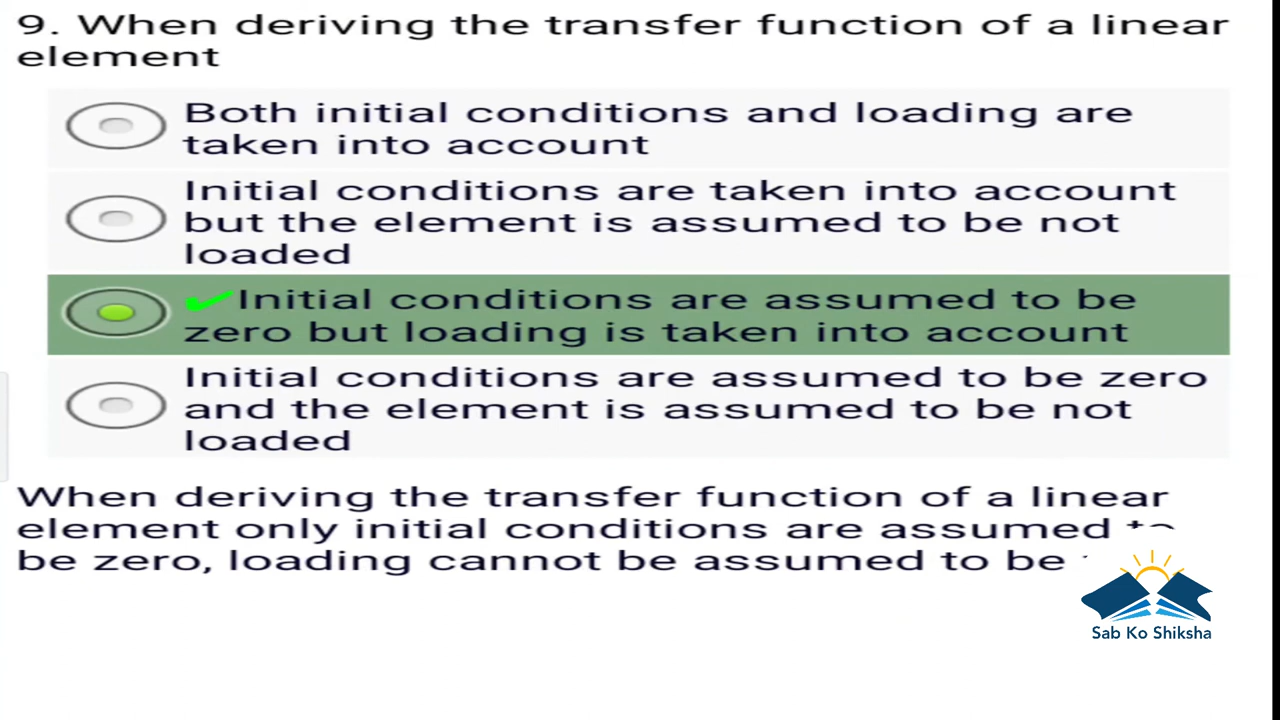 9. When deriving the transfer function of a linear
element
Both initial conditions and loading are
taken into account
Initial conditions are taken into account
but the element is assumed to be not
loaded
✔Initial conditions are assumed to be
zero but loading is taken into account
Initial conditions are assumed to be zero
and the element is assumed to be not
loaded
When deriving the transfer function of a linear
element only initial conditions are assumed
be zero, loading cannot be assumed to be
Sab Ko Shiksha